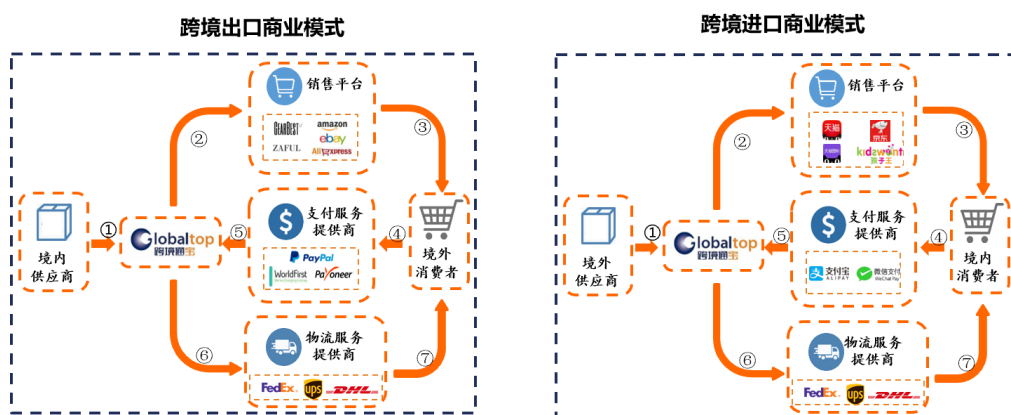 跨境出口商业模式
销售平台
②
③
GEARBEST
amazon
ZAFUL
ebay
AliExpress
境内
供应商
①
Globaltop
跨境通宝
⑤
支付服务
提供商
PayPal
WorldFirst
Payoneer
④
境外
消费者
⑥
物流服务
提供商
⑦
FedEx
ups
DHL
跨境进口商业模式
销售平台
②
③
天猫
京东
天猫国际
kidswant
孩子王
境外
供应商
①
Globaltop
跨境通宝
⑤
支付服务
提供商
支付宝
ALIPAY
微信支付
WeChat Pay
④
境内
消费者
⑥
物流服务
提供商
⑦
FedEx
ups
DHL